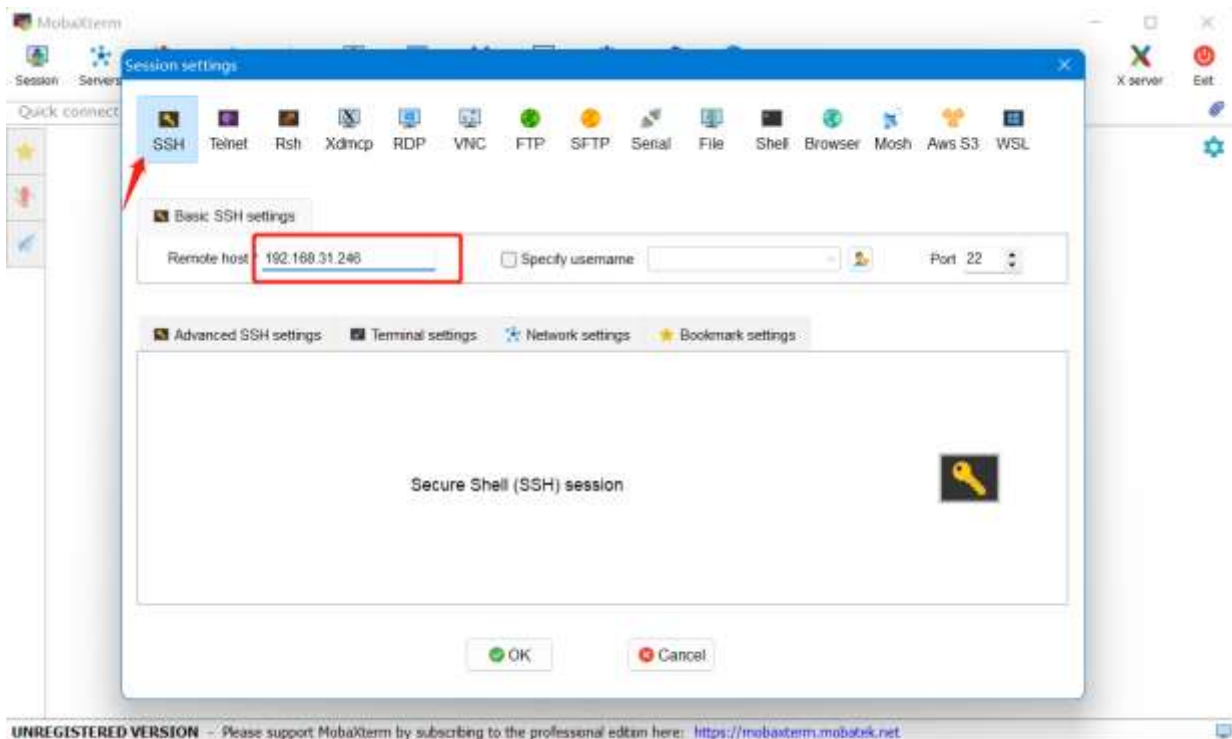 MobaXterm
Session Servers X server Exit
Session settings
Quick connect
SSH Telnet Rsh Xdmcp RDP VNC FTP SFTP Serial File Shell Browser Mosh Aws S3 WSL
Basic SSH settings
Remote host * 192.168.31.246 Specify username Port 22
Advanced SSH settings Terminal settings Network settings Bookmark settings
Secure Shell (SSH) session
OK Cancel
UNREGISTERED VERSION - Please support MobaXterm by subscribing to the professional edition here: https://mobaxterm.mobatek.net